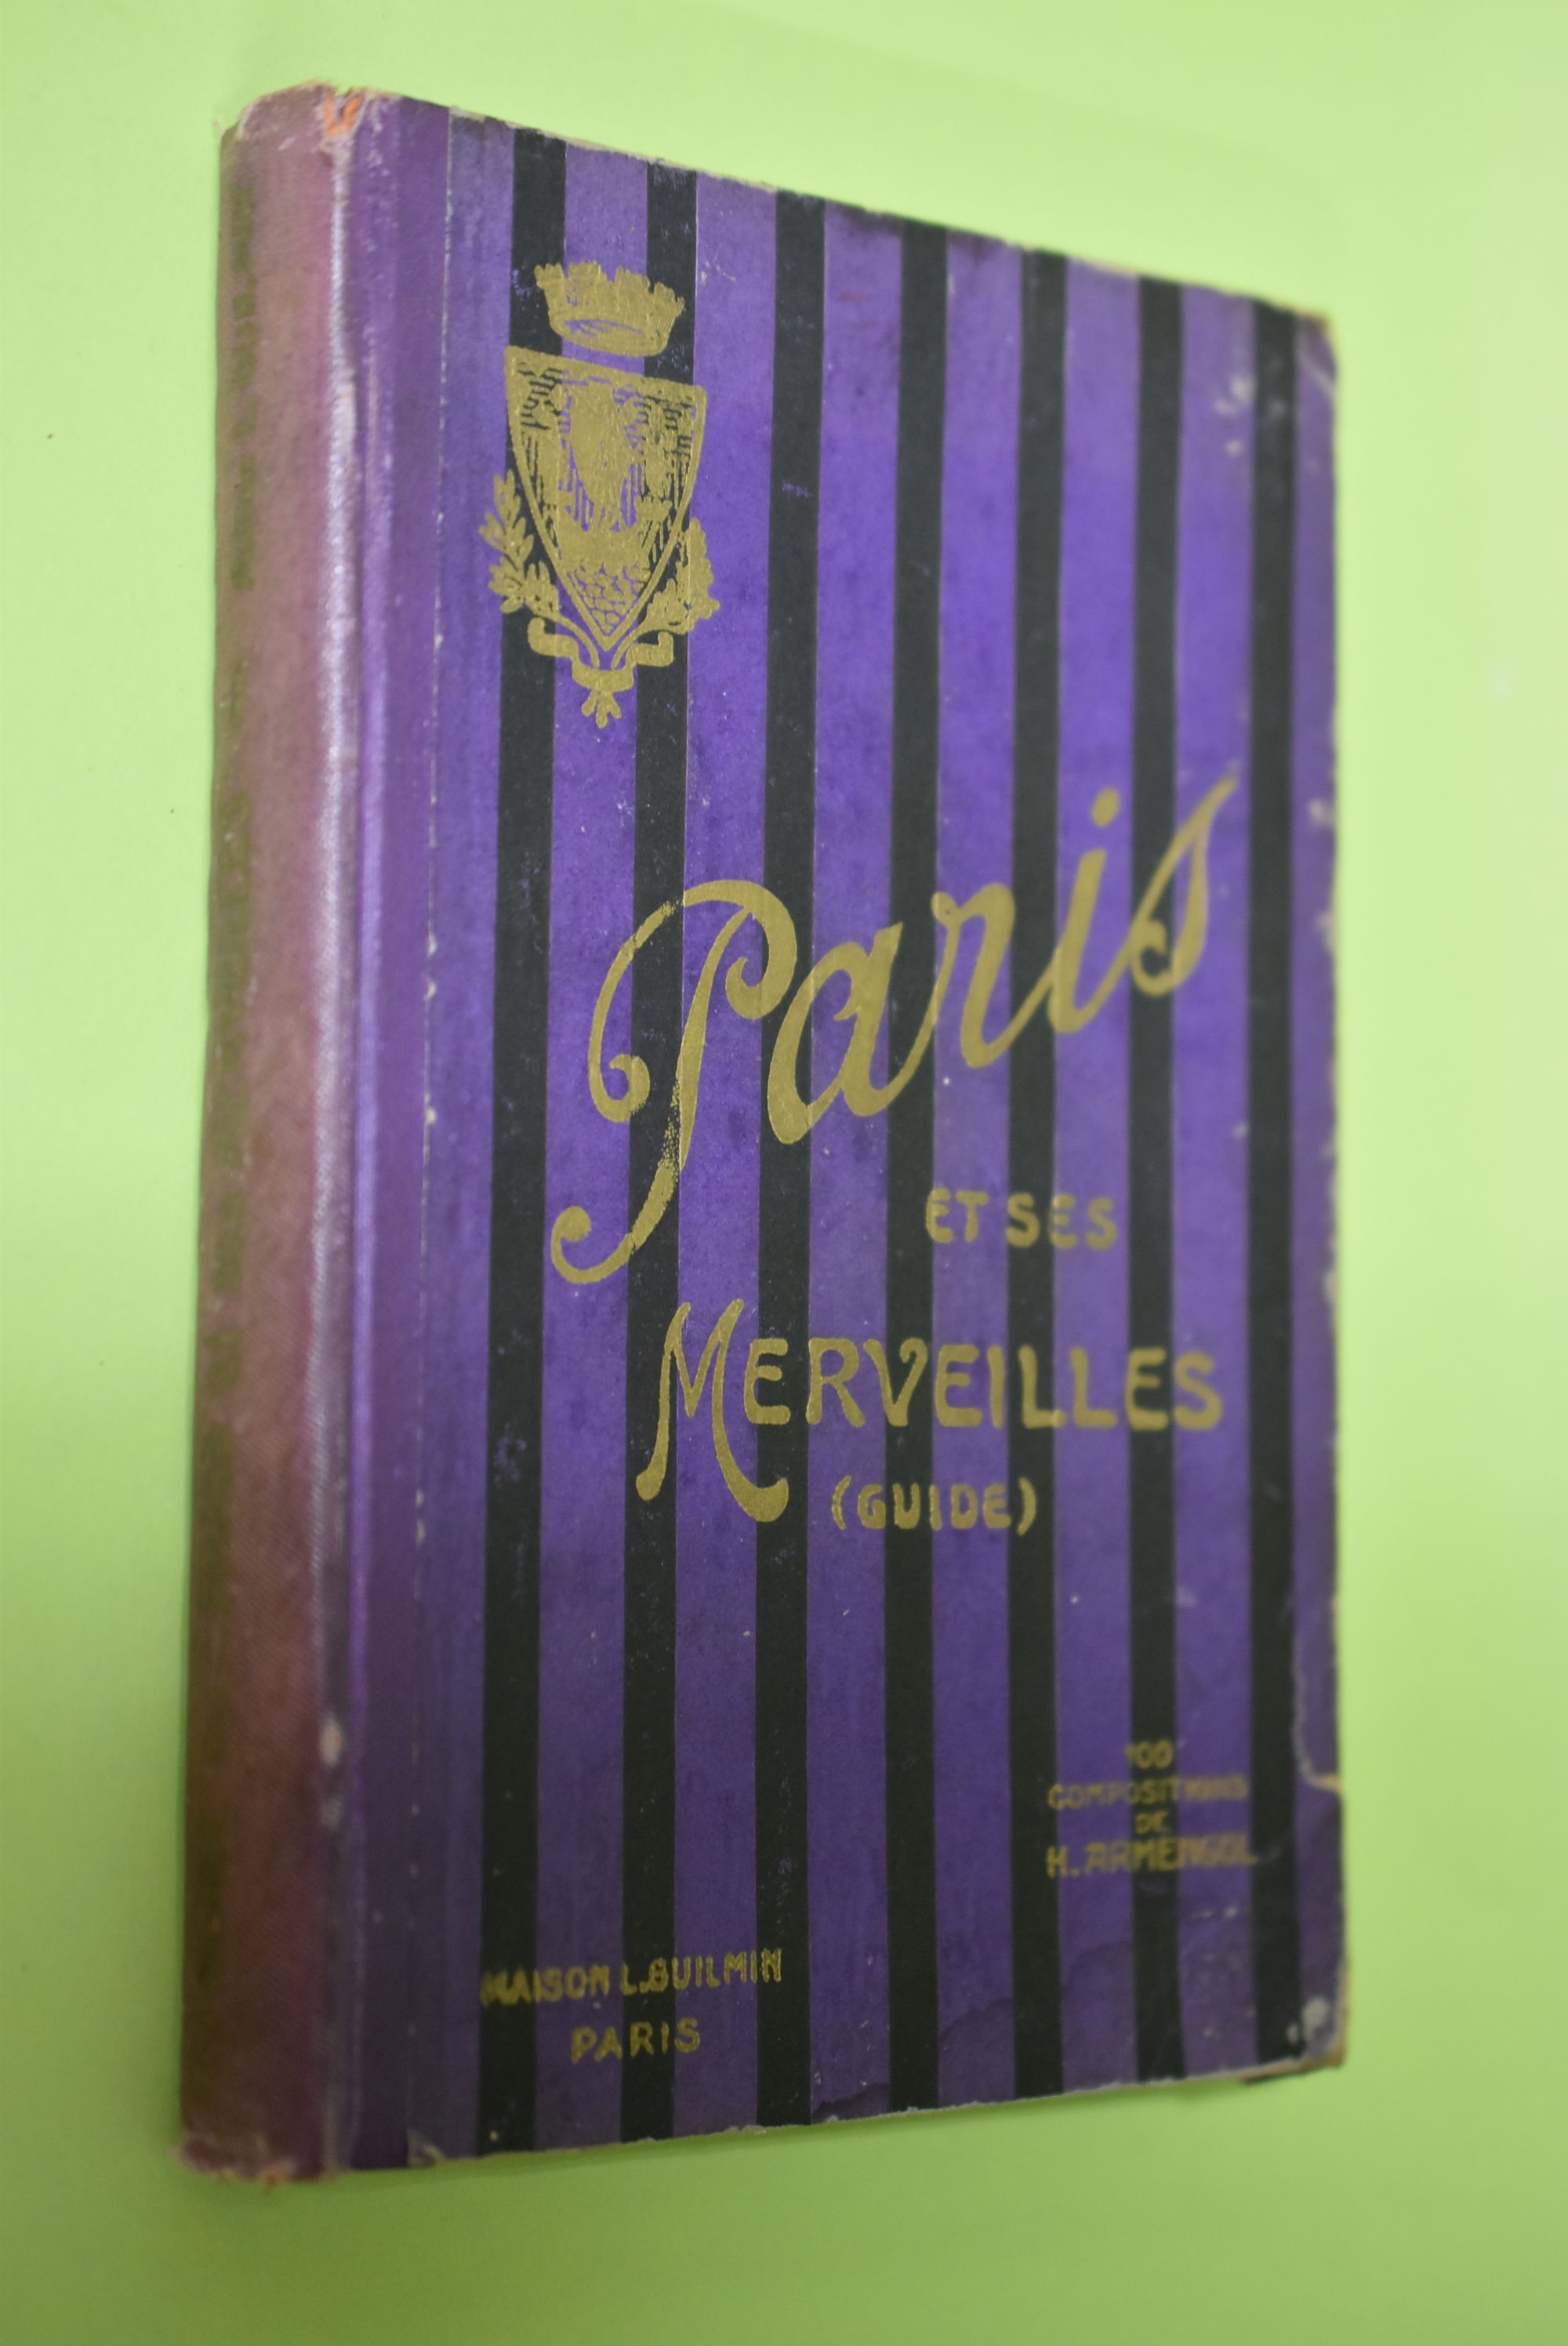 Paris
ET SES
MERVEILLES
(GUIDE)
100
COMPOSITIONS
DE
H. ARMENGOL
MAISON L. GUILMIN
PARIS